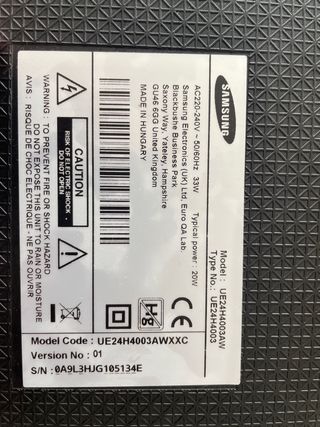 SAMSUNG
Model : UE24H4003AW
Type No. : UE24H4003
AC220-240V ~ 50/60Hz 33W Typical power : 20W
Samsung Electronics (UK) Ltd, Euro QA Lab.
Blackbushe Business Park
Saxony Way, Yateley, Hampshire
GU46 6GG United Kingdom
MADE IN HUNGARY
CAUTION
RISK OF ELECTRIC SHOCK
DO NOT OPEN
WARNING : TO PREVENT FIRE OR SHOCK HAZARD
DO NOT EXPOSE THIS UNIT TO RAIN OR MOISTURE
AVIS : RISQUE DE CHOC ELECTRIQUE - NE PAS OUVRIR
Hg
Model Code : UE24H4003AWXXC
Version No : 01
S/N : 0A9L3HJG105134E